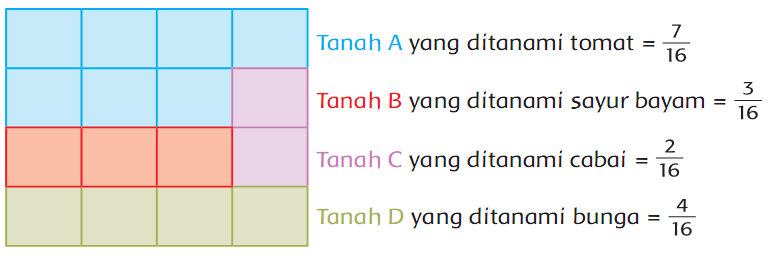 Tanah A yang ditanami tomat = 7/16
Tanah B yang ditanami sayur bayam = 3/16
Tanah C yang ditanami cabai = 2/16
Tanah D yang ditanami bunga = 4/16